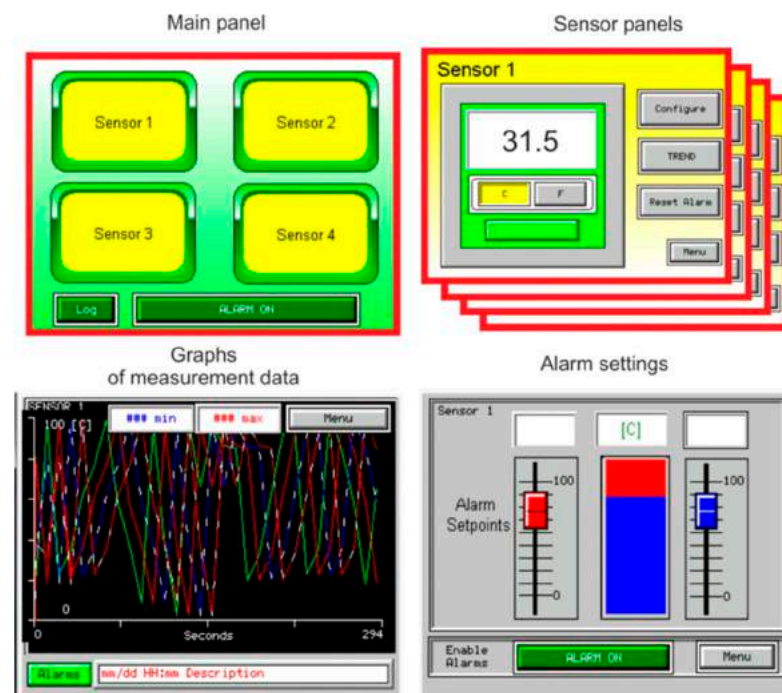 Main panel
Sensor 1
Sensor 2
Sensor 3
Sensor 4
Log
ALARM ON
Sensor panels
Sensor 1
31.5
C
F
Configure
TREND
Reset Alarm
Menu
Graphs
of measurement data
SENSOR 1
### min
### max
Menu
100 [C]
0
0
Seconds
294
Alarms
mm/dd HH:mm Description
Alarm settings
Sensor 1
[C]
Alarm
Setpoints
100
0
100
0
Enable
Alarms
ALARM ON
Menu